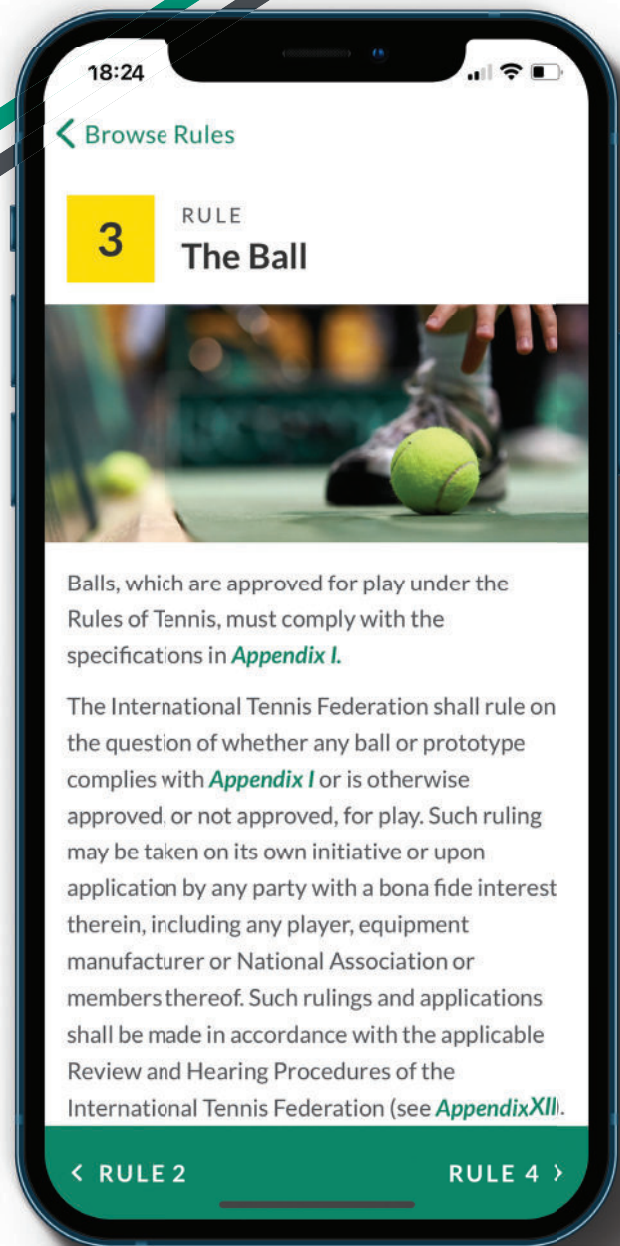 18:24
Browse Rules
3
RULE
The Ball
Balls, which are approved for play under the
Rules of Tennis, must comply with the
specifications in Appendix I.
The International Tennis Federation shall rule on
the question of whether any ball or prototype
complies with Appendix I or is otherwise
approved, or not approved, for play. Such ruling
may be taken on its own initiative or upon
application by any party with a bona fide interest
therein, including any player, equipment
manufacturer or National Association or
members thereof. Such rulings and applications
shall be made in accordance with the applicable
Review and Hearing Procedures of the
International Tennis Federation (see Appendix XII).
< RULE 2
RULE 4 >